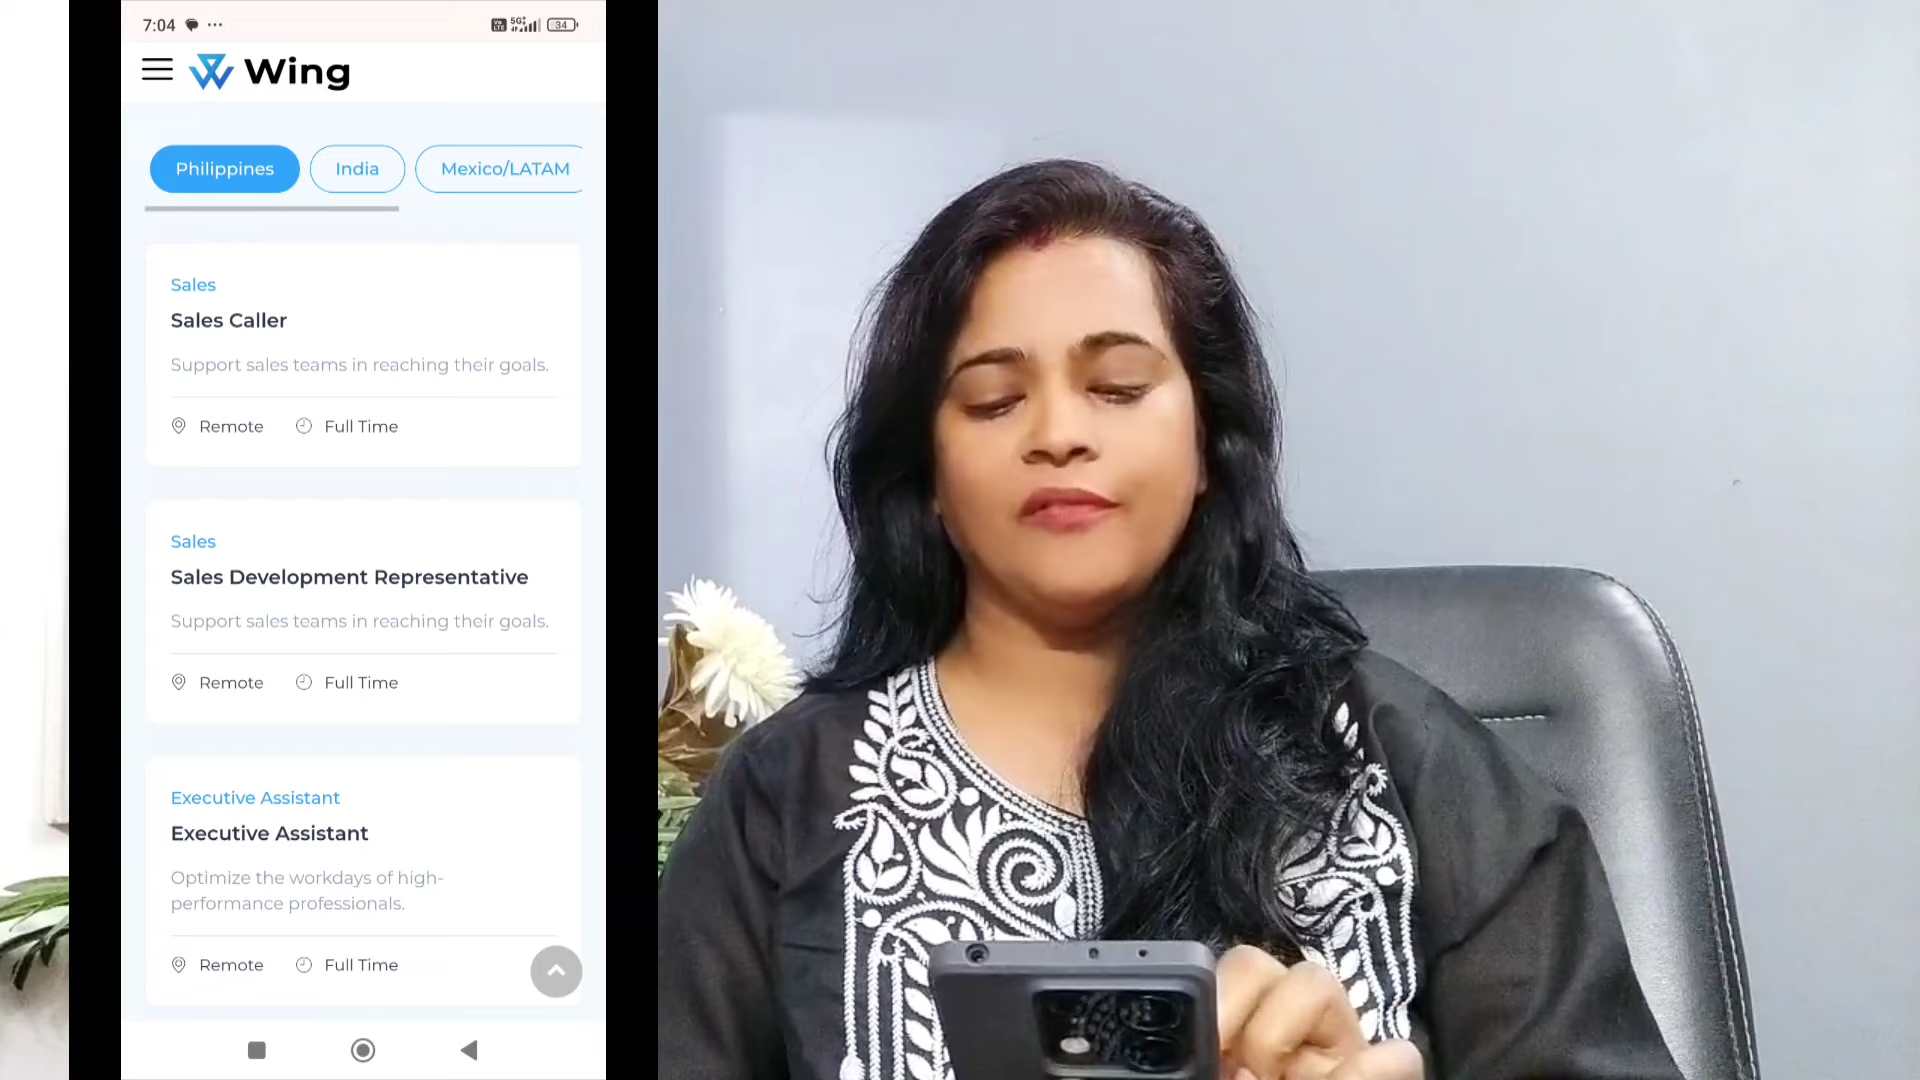 7:04
5G
34
Wing
Philippines
India
Mexico/LATAM
Sales
Sales Caller
Support sales teams in reaching their goals.
Remote
Full Time
Sales
Sales Development Representative
Support sales teams in reaching their goals.
Remote
Full Time
Executive Assistant
Executive Assistant
Optimize the workdays of high-
performance professionals.
Remote
Full Time